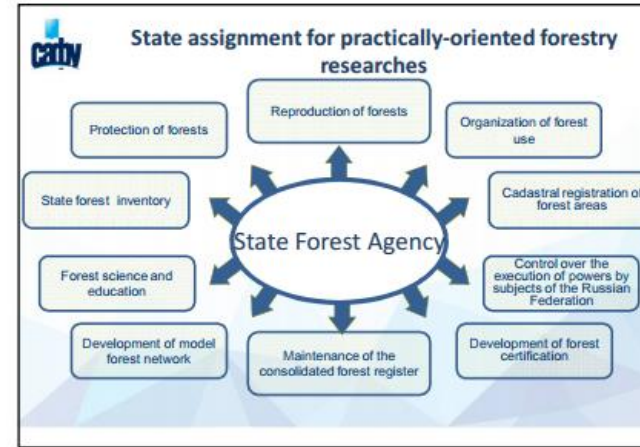 State assignment for practically-oriented forestry
researches
Reproduction of forests
Protection of forests
Organization of forest
use
State forest inventory
Cadastral registration of
forest areas
State Forest Agency
Forest science and
education
Control over the
execution of powers by
subjects of the Russian
Federation
Development of model
forest network
Maintenance of the
consolidated forest register
Development of forest
certification